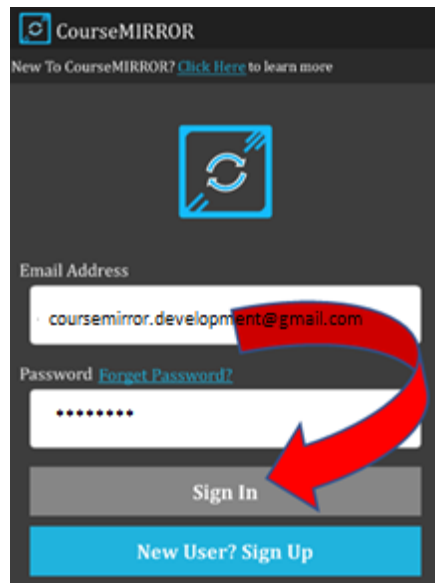 CourseMIRROR
New To CourseMIRROR? Click Here to learn more
Email Address
coursemirror.development@gmail.com
Password Forget Password?
********
Sign In
New User? Sign Up